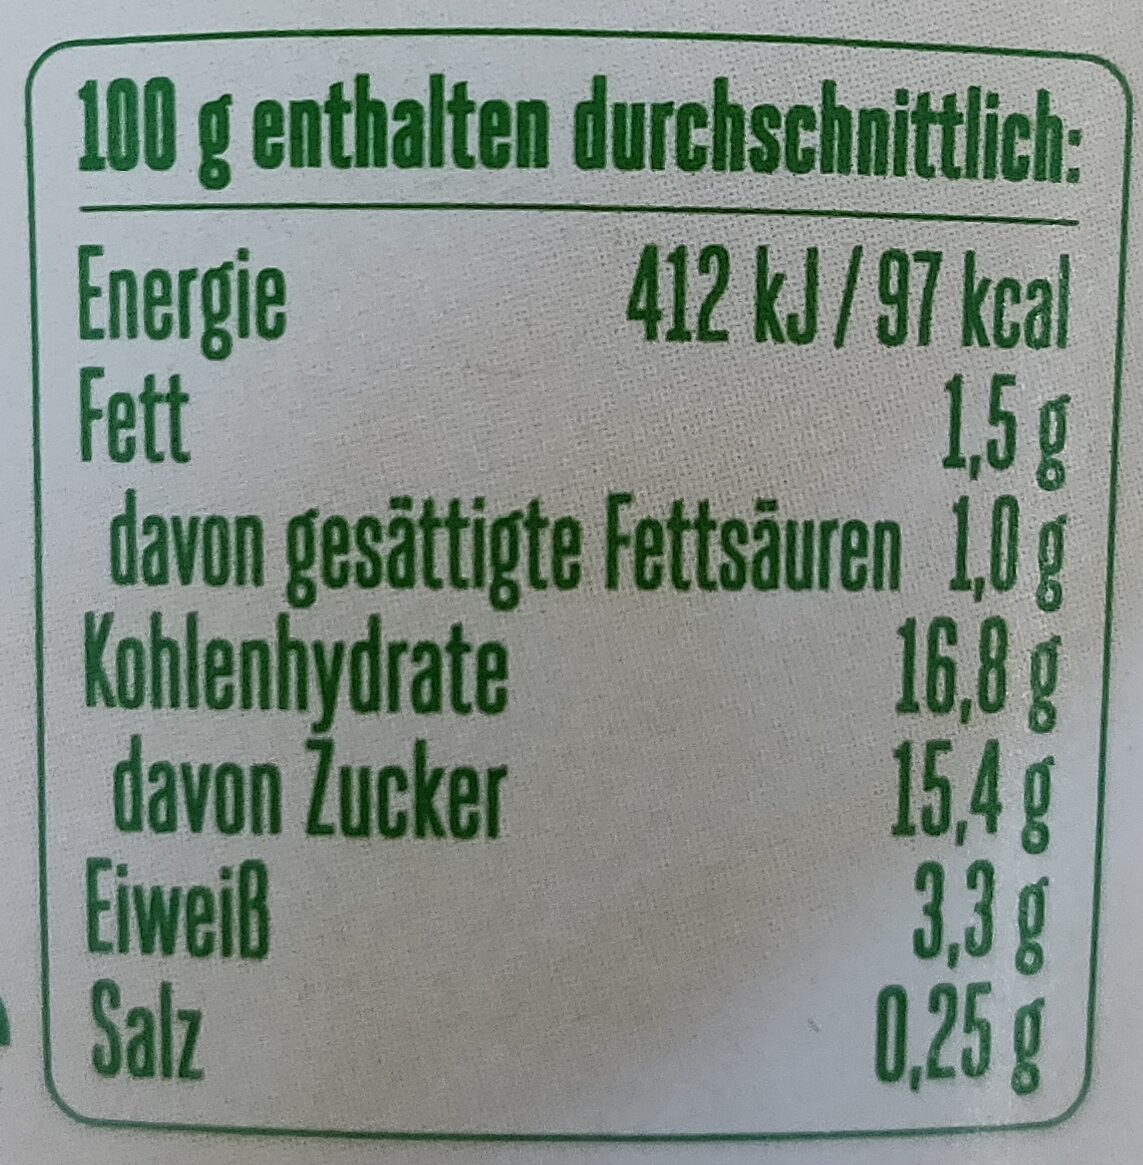 100 g enthalten durchschnittlich:
Energie 412 kJ / 97 kcal
Fett 1,5 g
davon gesättigte Fettsäuren 1,0 g
Kohlenhydrate 16,8 g
davon Zucker 15,4 g
Eiweiß 3,3 g
Salz 0,25 g